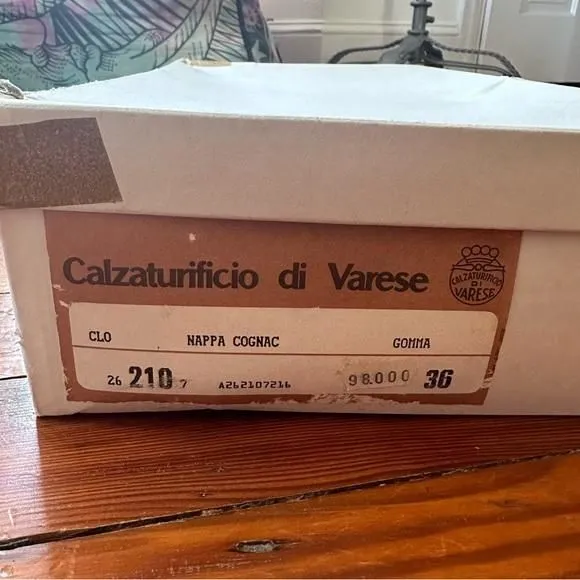 Calzaturificio di Varese
CALZATURIFICIO
DI
VARESE
CLO NAPPA COGNAC GOMMA
26 210 7 A262107216 98.000 36